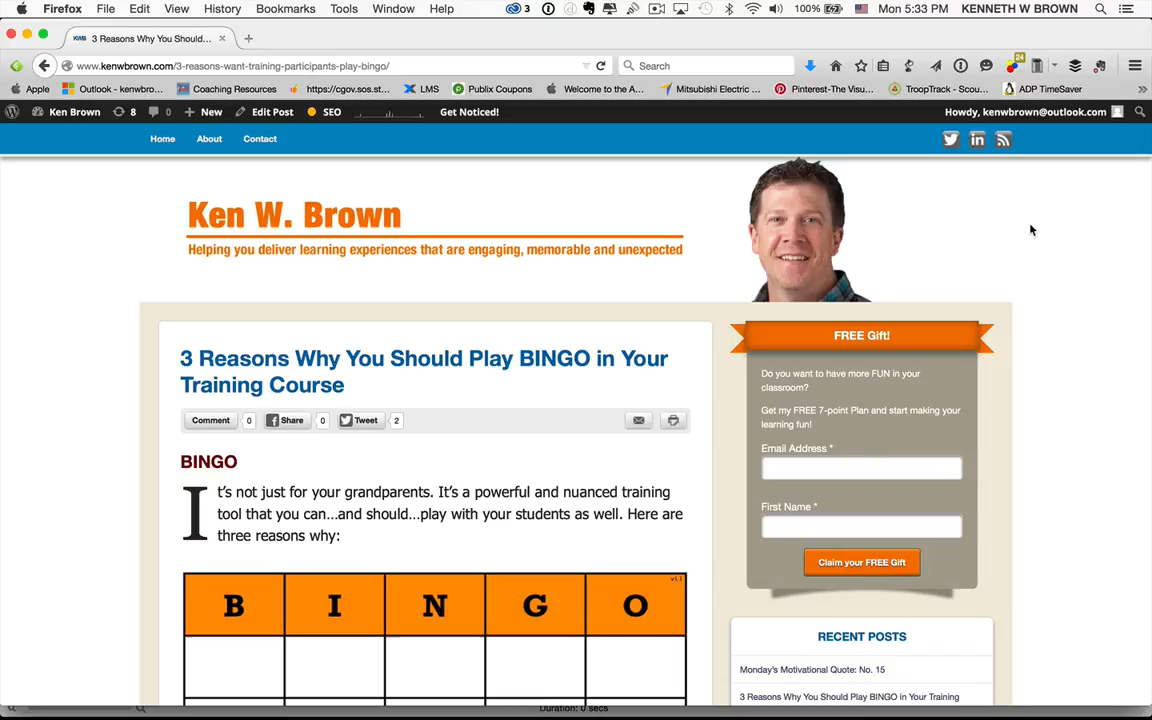 Firefox File Edit View History Bookmarks Tools Window Help 3 100% Mon 5:33 PM KENNETH W BROWN
3 Reasons Why You Should...
www.kenwbrown.com/3-reasons-want-training-participants-play-bingo/ Search 24
Apple Outlook - kenwbro... Coaching Resources https://cgov.sos.st... LMS Publix Coupons Welcome to the A... Mitsubishi Electric ... Pinterest-The Visu... TroopTrack - Scou... ADP TimeSaver
Ken Brown 8 0 New Edit Post SEO Get Noticed! Howdy, kenwbrown@outlook.com
Home About Contact
Ken W. Brown
Helping you deliver learning experiences that are engaging, memorable and unexpected
3 Reasons Why You Should Play BINGO in Your
Training Course
Comment 0 Share 0 Tweet 2
BINGO
It's not just for your grandparents. It's a powerful and nuanced training
tool that you can...and should...play with your students as well. Here are
three reasons why:
v1.1
B I N G O
FREE Gift!
Do you want to have more FUN in your
classroom?
Get my FREE 7-point Plan and start making your
learning fun!
Email Address *
First Name *
Claim your FREE Gift
RECENT POSTS
Monday's Motivational Quote: No. 15
3 Reasons Why You Should Play BINGO in Your Training
Duration: 0 secs